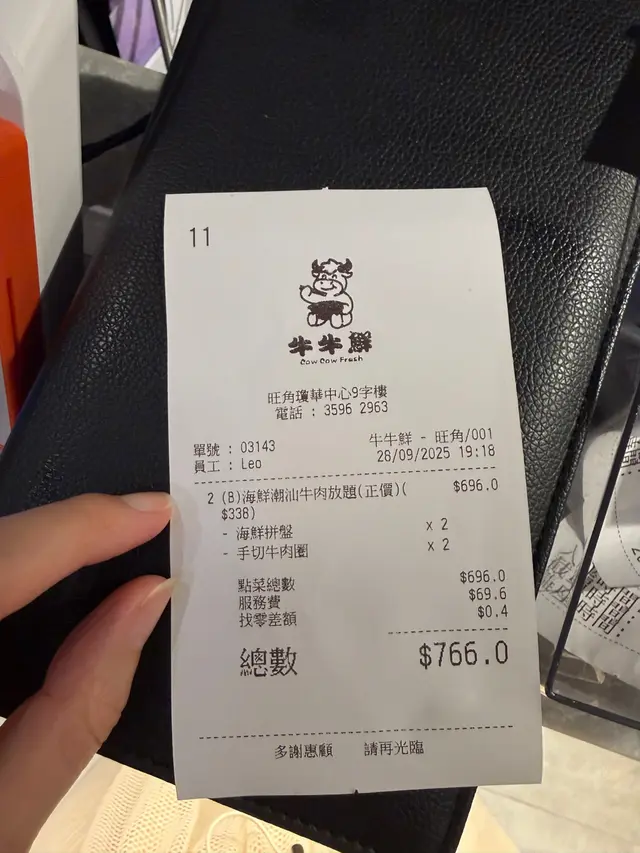 11
牛牛鮮
Cow Cow Fresh
旺角瓊華中心9字樓
電話 : 3596 2963
單號 : 03143 牛牛鮮 - 旺角/001
員工 : Leo 28/09/2025 19:18
2 (B)海鮮潮汕牛肉放題(正價)( $696.0
$338)
- 海鮮拼盤 x 2
- 手切牛肉圈 x 2
點菜總數 $696.0
服務費 $69.6
找零差額 $0.4
總數 $766.0
多謝惠顧 請再光臨
時間